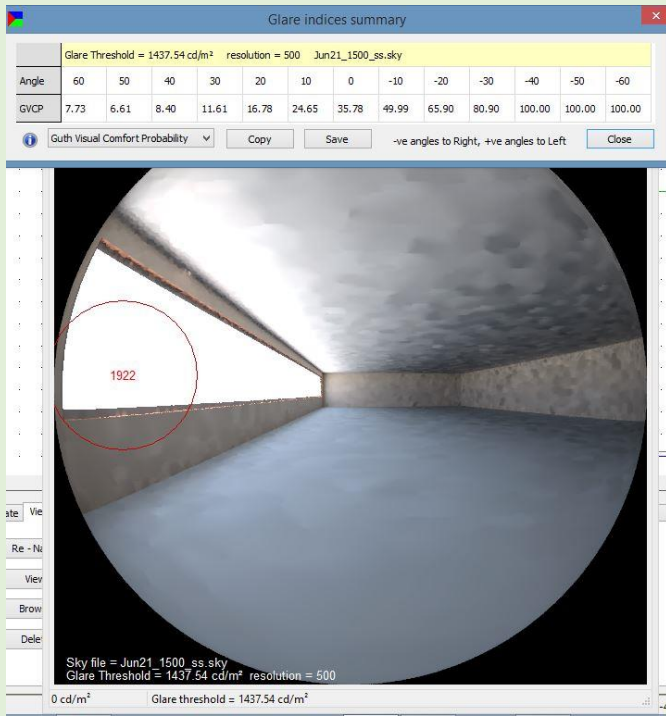 Glare indices summary
Glare Threshold = 1437.54 cd/m² resolution = 500 Jun21_1500_ss.sky
Angle 60 50 40 30 20 10 0 -10 -20 -30 -40 -50 -60
GVCP 7.73 6.61 8.40 11.61 16.78 24.65 35.78 49.99 65.90 80.90 100.00 100.00 100.00
Guth Visual Comfort Probability Copy Save -ve angles to Right, +ve angles to Left Close
1922
ate Vie
Re - Na
View
Brow
Delet
Sky file = Jun21_1500_ss.sky
Glare Threshold = 1437.54 cd/m² resolution = 500
0 cd/m² Glare threshold = 1437.54 cd/m²